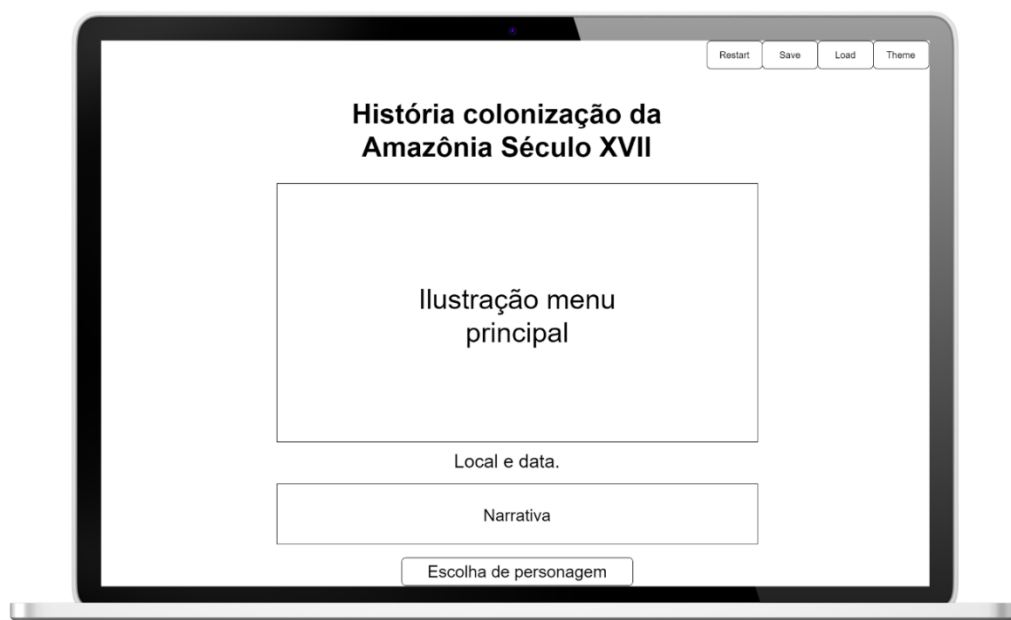 Restart Save Load Theme
História colonização da
Amazônia Século XVII
Ilustração menu
principal
Local e data.
Narrativa
Escolha de personagem